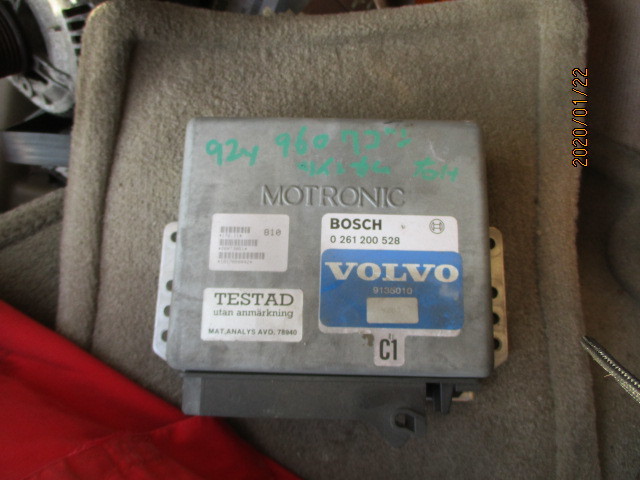 924 960
MOTRONIC
BOSCH
0 261 200 528
810
VOLVO
9135010
TESTAD
utan anmärkning
MAT.ANALYS AVD. 78940
C1
2020/01/22